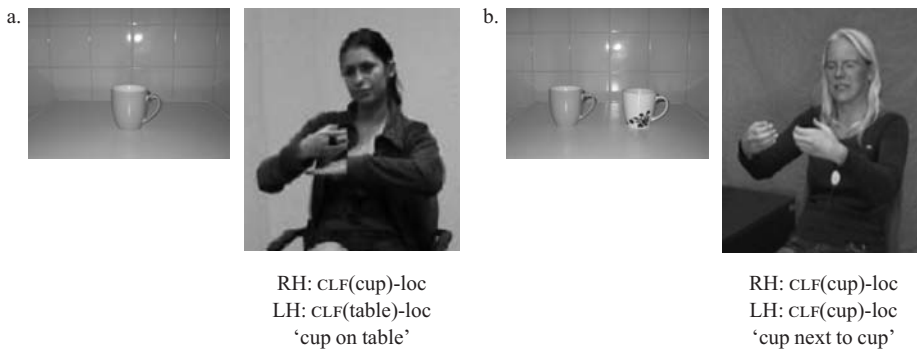 a.
b.
RH: CLF(cup)-loc
LH: CLF(table)-loc
‘cup on table’
RH: CLF(cup)-loc
LH: CLF(cup)-loc
‘cup next to cup’